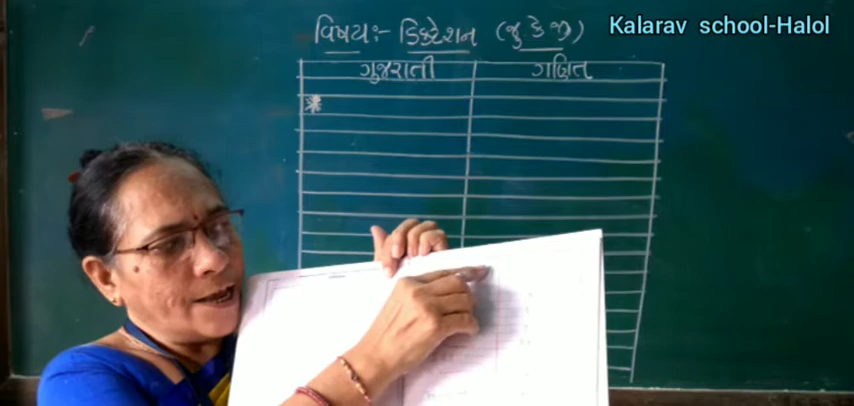 Kalarav school-Halol
વિષયઃ- ડિક્ટેશન (જુ કે જી)
ગુજરાતી ગણિત